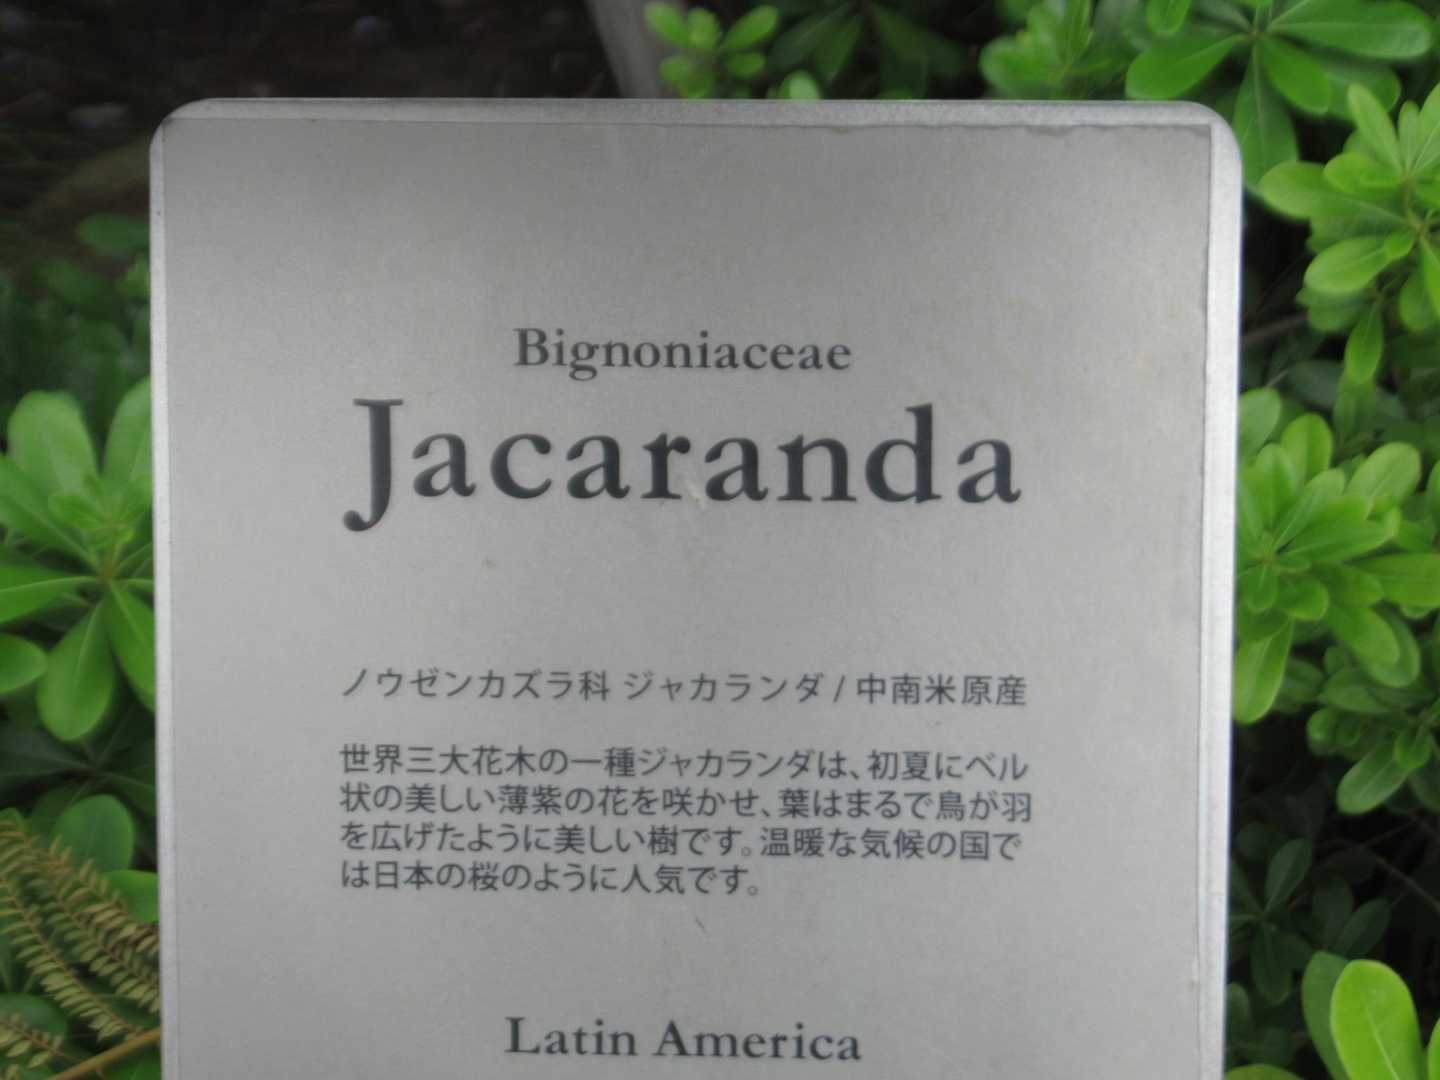 Bignoniaceae
Jacaranda
ノウゼンカズラ科 ジャカランダ / 中南米原産
世界三大花木の一種ジャカランダは、初夏にベル
状の美しい薄紫の花を咲かせ、葉はまるで鳥が羽
を広げたように美しい樹です。温暖な気候の国で
は日本の桜のように人気です。
Latin America